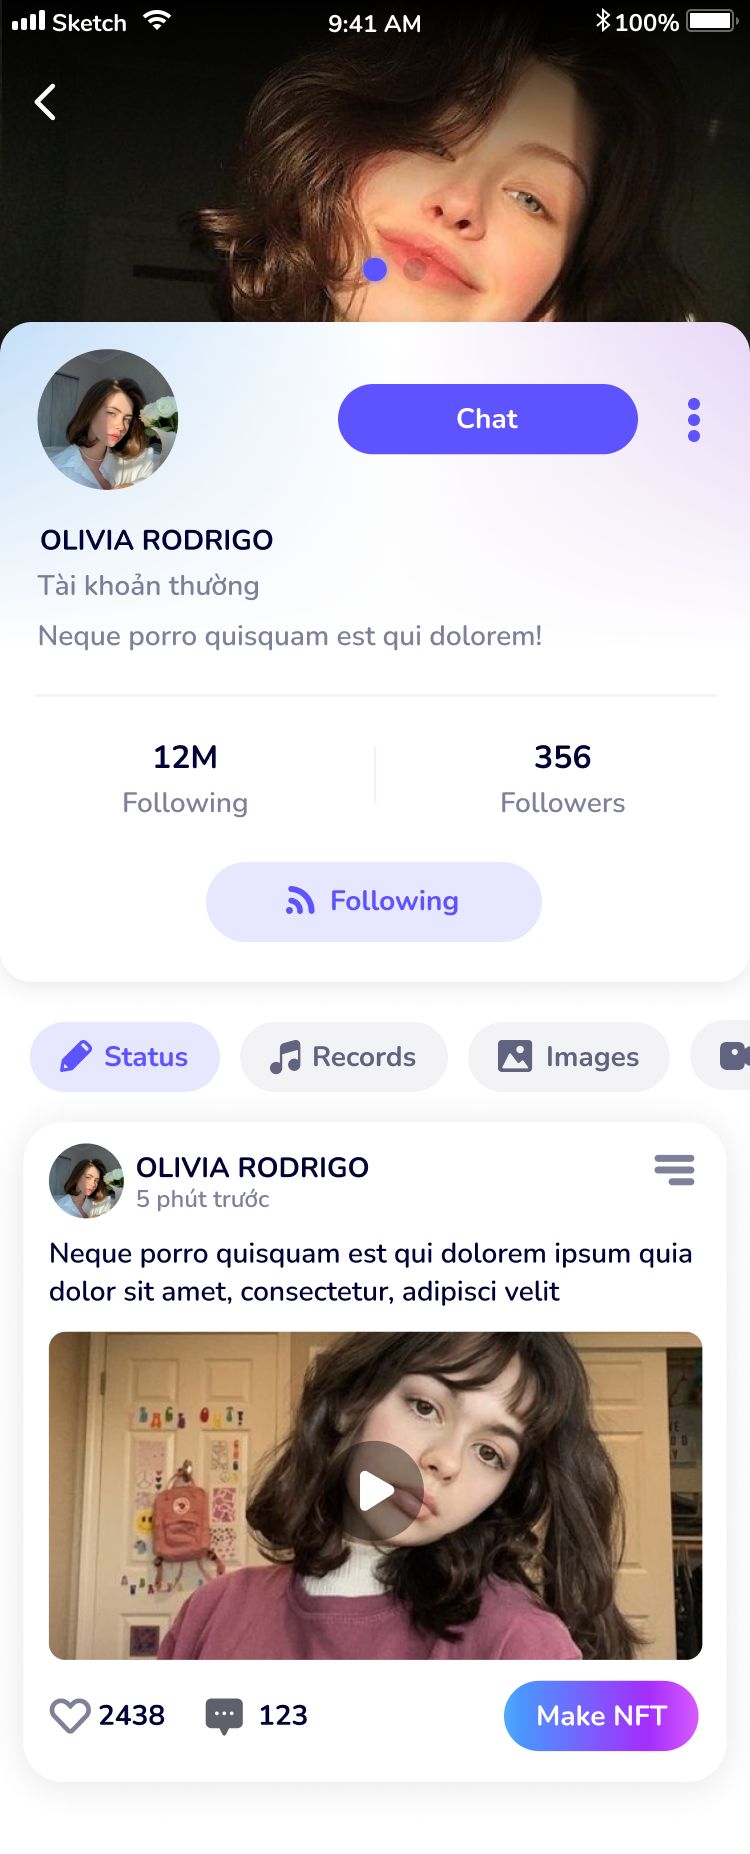 Sketch 9:41 AM 100%
Chat
OLIVIA RODRIGO
Tài khoản thường
Neque porro quisquam est qui dolorem!
12M 356
Following Followers
Following
Status Records Images
OLIVIA RODRIGO
5 phút trước
Neque porro quisquam est qui dolorem ipsum quia
dolor sit amet, consectetur, adipisci velit
2438 123 Make NFT